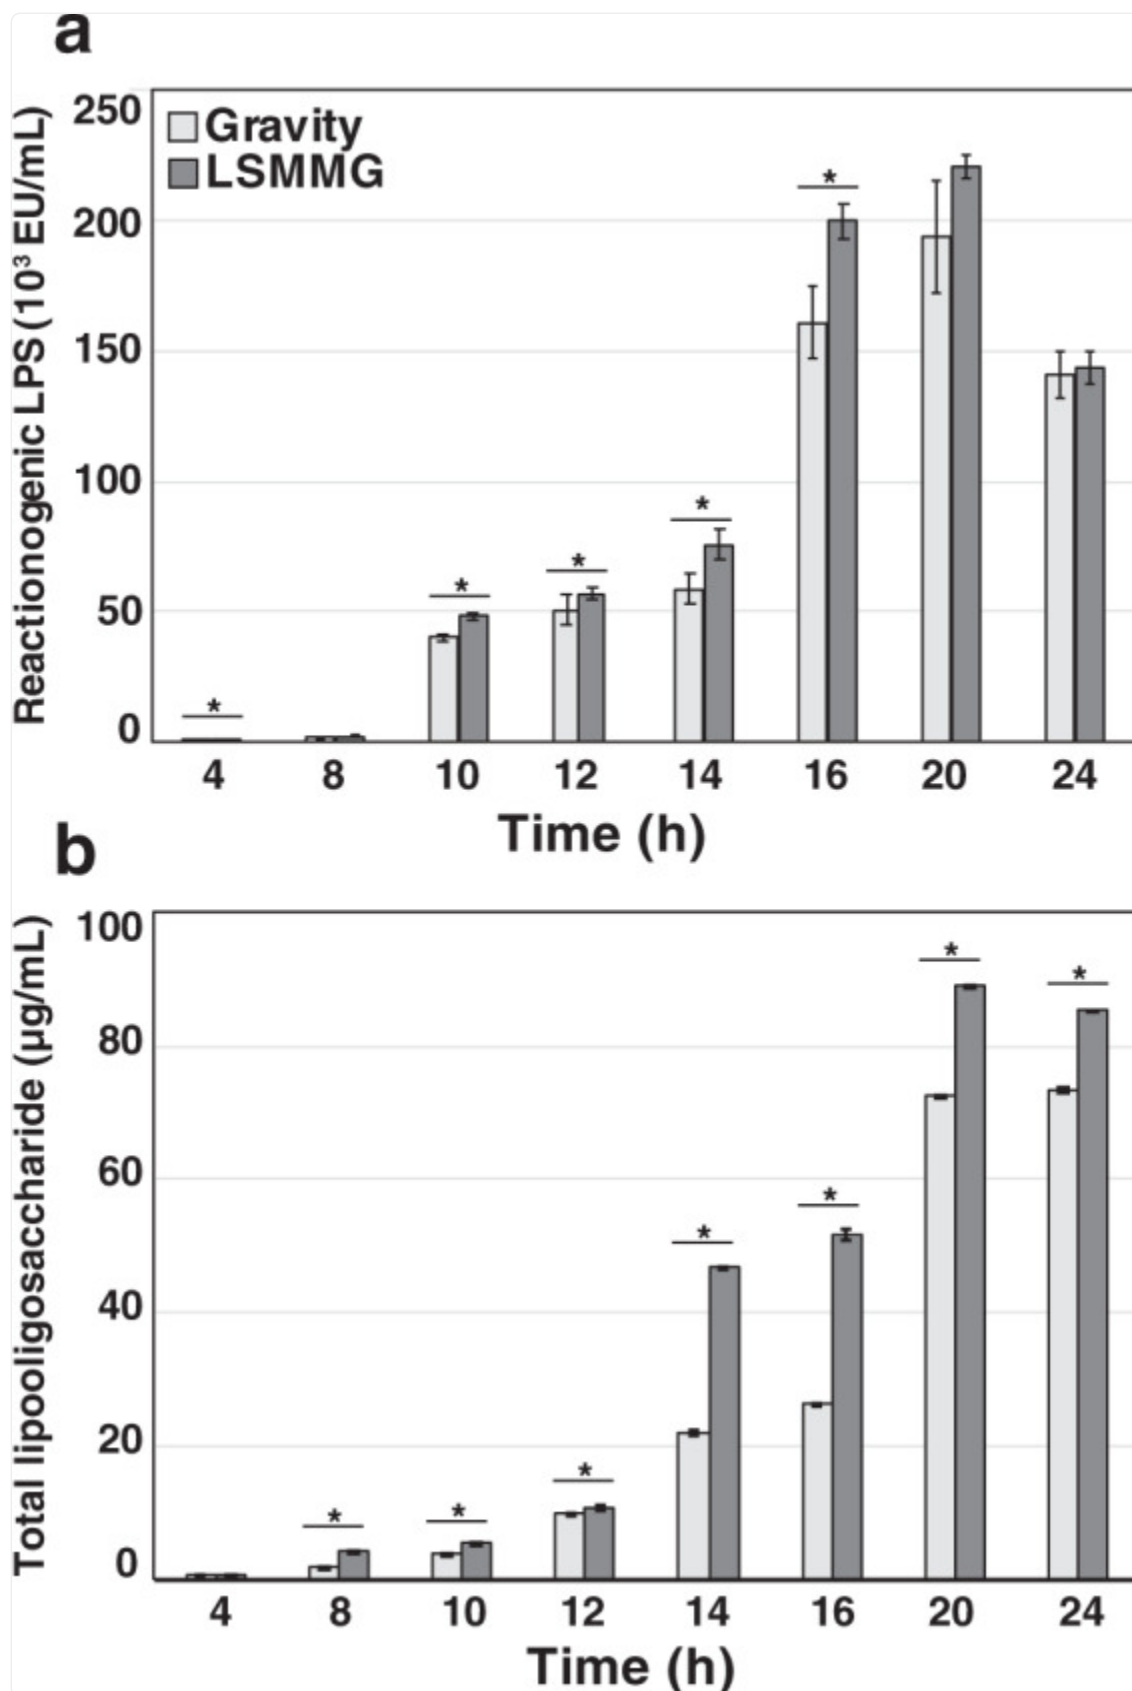 a
Reactionogenic LPS (10³ EU/mL)
250
200
150
100
50
0
Gravity
LSMMG
*
*
*
*
*
4 8 10 12 14 16 20 24
Time (h)
b
Total lipooligosaccharide (µg/mL)
100
80
60
40
20
0
*
*
*
*
*
*
*
4 8 10 12 14 16 20 24
Time (h)